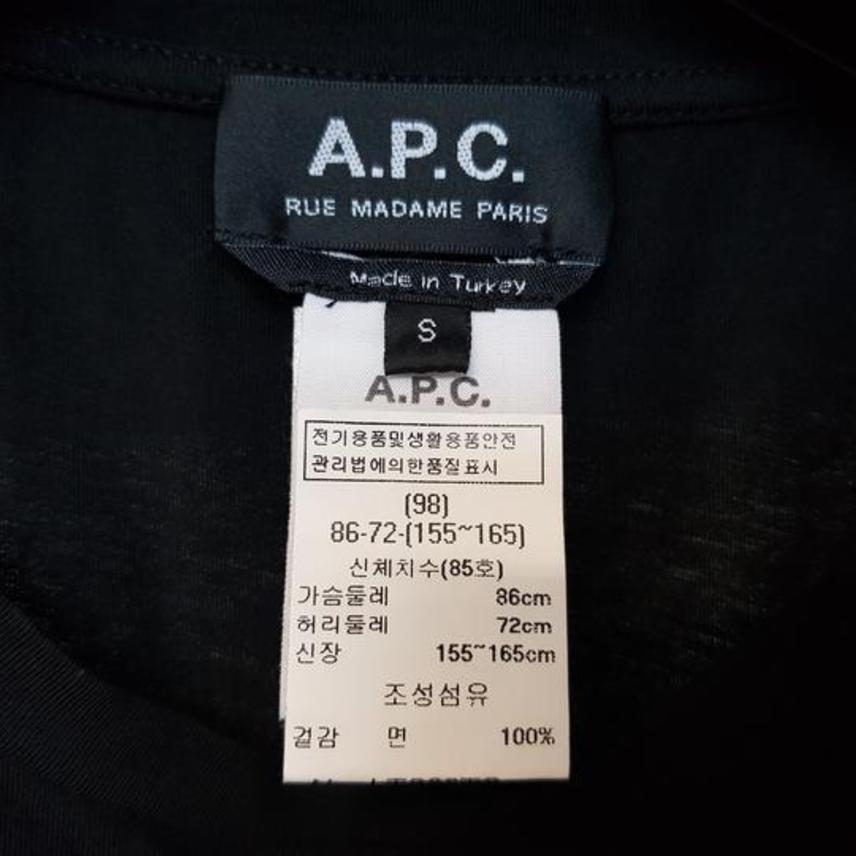 A.P.C.
RUE MADAME PARIS
Made in Turkey
S
A.P.C.
전기용품및생활용품안전
관리법에의한품질표시
(98)
86-72-(155~165)
신체치수(85호)
가슴둘레 86cm
허리둘레 72cm
신장 155~165cm
조성섬유
겉감 면 100%